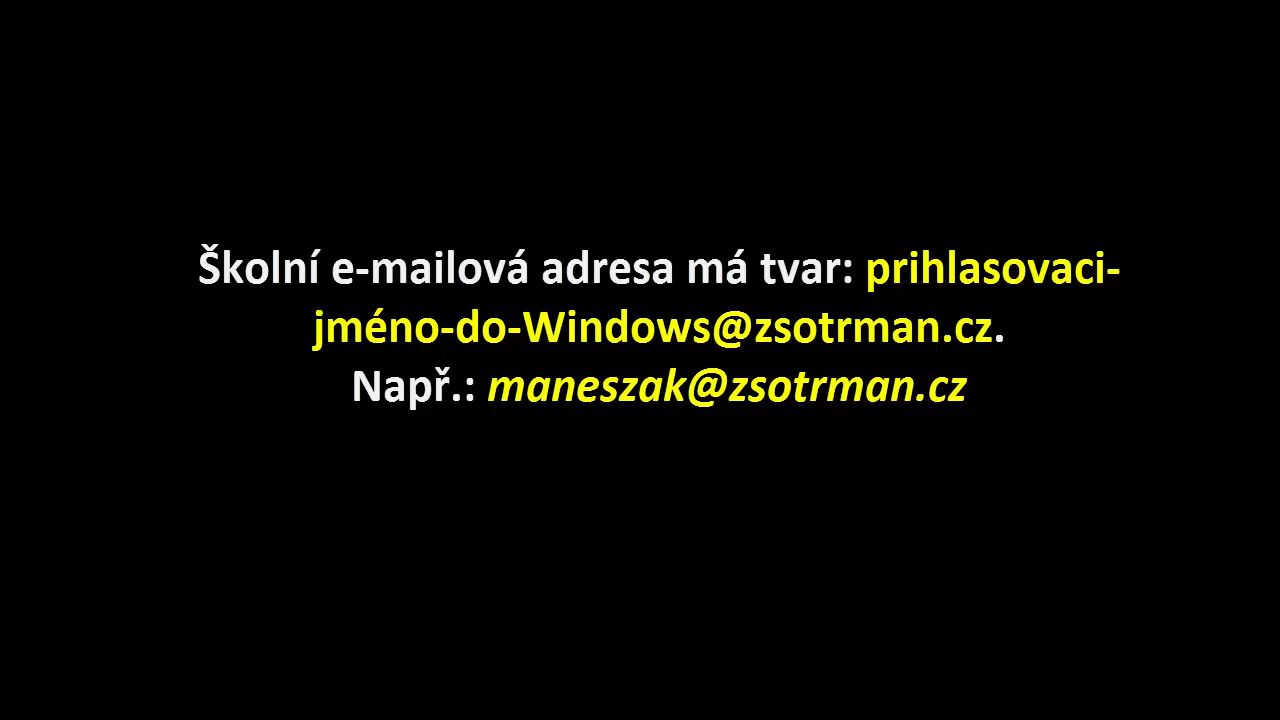 Školní e-mailová adresa má tvar: prihlasovaci-
jméno-do-Windows@zsotrman.cz.
Např.: maneszak@zsotrman.cz